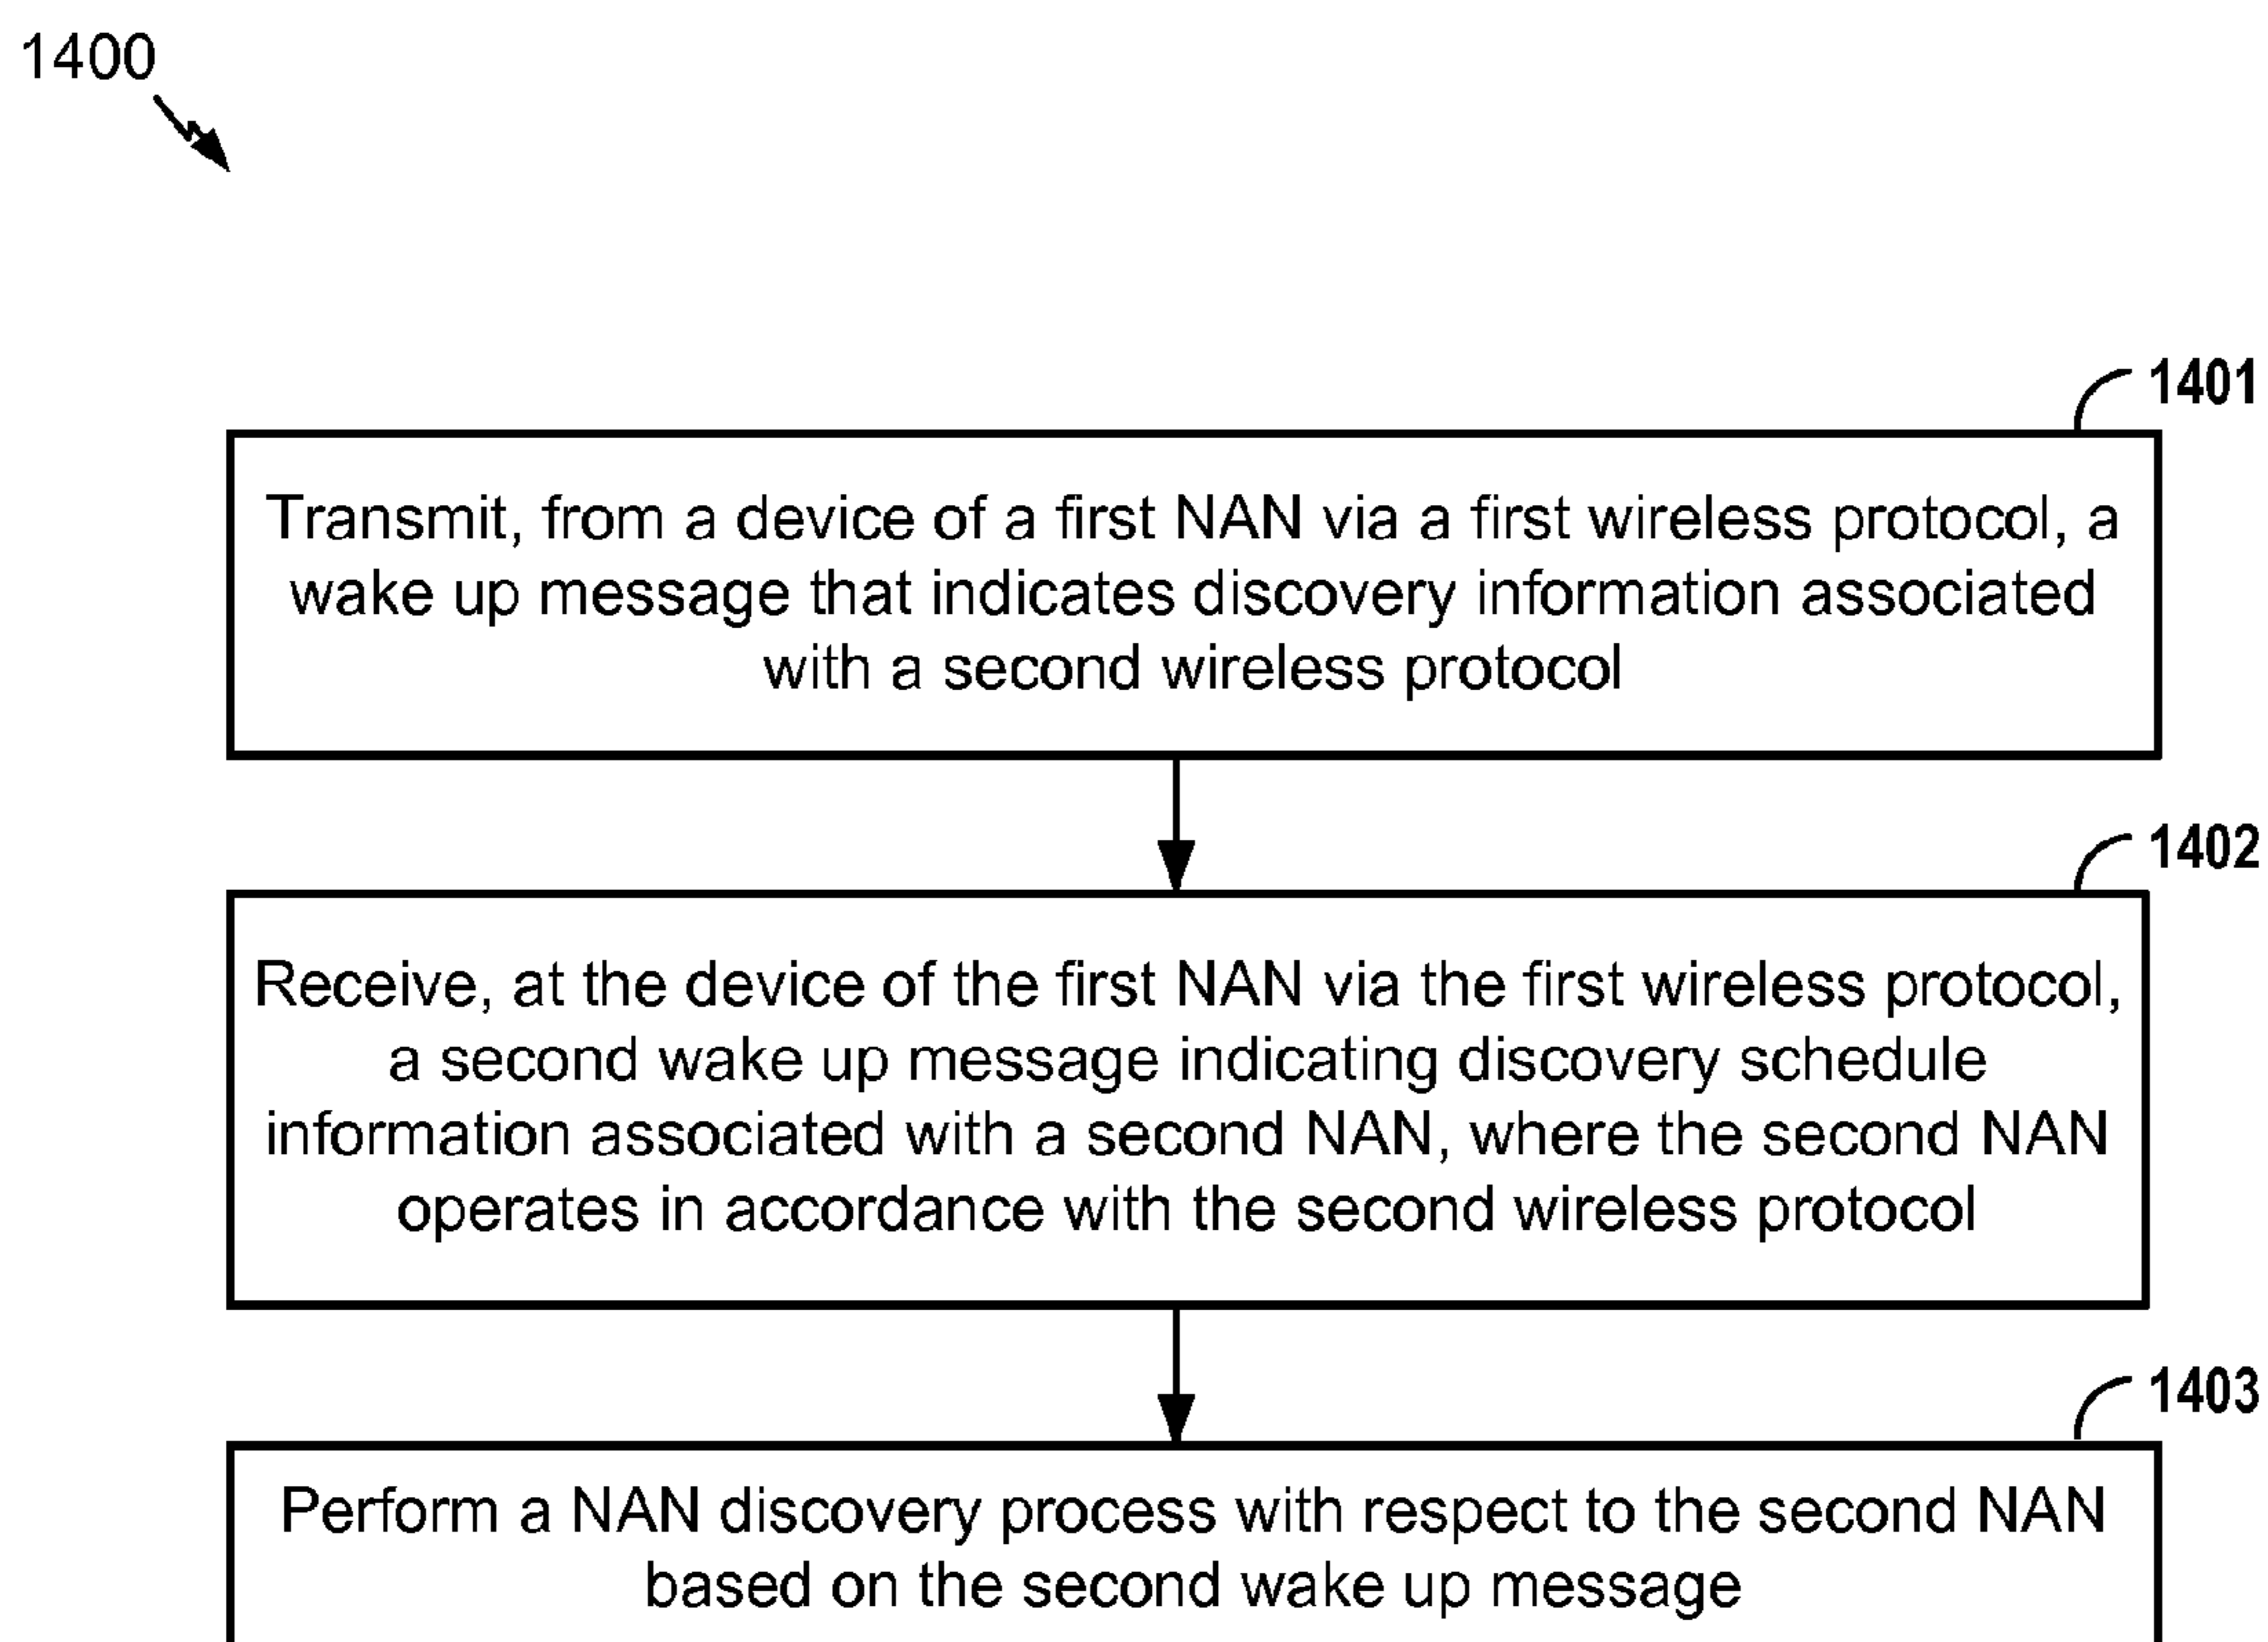 1400
1401
Transmit, from a device of a first NAN via a first wireless protocol, a
wake up message that indicates discovery information associated
with a second wireless protocol
1402
Receive, at the device of the first NAN via the first wireless protocol,
a second wake up message indicating discovery schedule
information associated with a second NAN, where the second NAN
operates in accordance with the second wireless protocol
1403
Perform a NAN discovery process with respect to the second NAN
based on the second wake up message